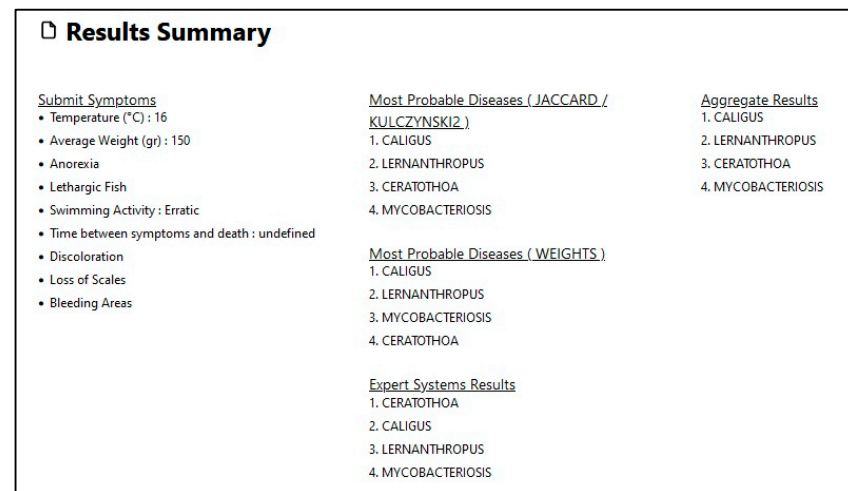 Results Summary
Submit Symptoms
• Temperature (°C) : 16
• Average Weight (gr) : 150
• Anorexia
• Lethargic Fish
• Swimming Activity : Erratic
• Time between symptoms and death : undefined
• Discoloration
• Loss of Scales
• Bleeding Areas
Most Probable Diseases ( JACCARD /
KULCZYNSKI2 )
1. CALIGUS
2. LERNANTHROPUS
3. CERATOTHOA
4. MYCOBACTERIOSIS
Most Probable Diseases ( WEIGHTS )
1. CALIGUS
2. LERNANTHROPUS
3. MYCOBACTERIOSIS
4. CERATOTHOA
Expert Systems Results
1. CERATOTHOA
2. CALIGUS
3. LERNANTHROPUS
4. MYCOBACTERIOSIS
Aggregate Results
1. CALIGUS
2. LERNANTHROPUS
3. CERATOTHOA
4. MYCOBACTERIOSIS